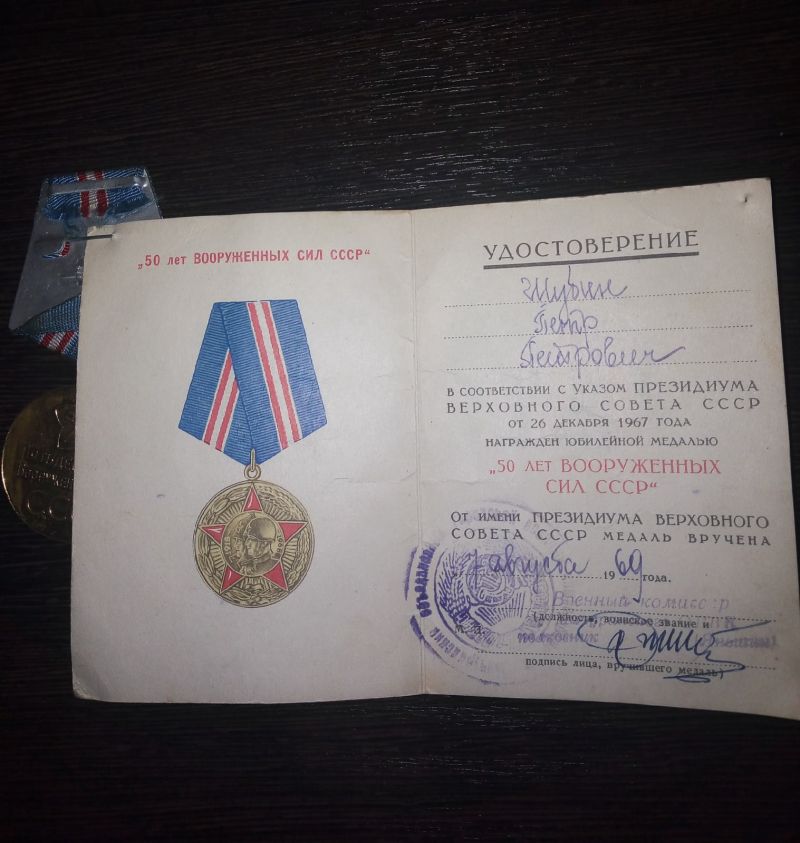 „50 лет ВООРУЖЕННЫХ СИЛ СССР“
УДОСТОВЕРЕНИЕ
Шубин
Петр
Петрович
В СООТВЕТСТВИИ С УКАЗОМ ПРЕЗИДИУМА
ВЕРХОВНОГО СОВЕТА СССР
ОТ 26 ДЕКАБРЯ 1967 ГОДА
НАГРАЖДЕН ЮБИЛЕЙНОЙ МЕДАЛЬЮ
„50 ЛЕТ ВООРУЖЕННЫХ
СИЛ СССР“
ОТ ИМЕНИ ПРЕЗИДИУМА ВЕРХОВНОГО
СОВЕТА СССР МЕДАЛЬ ВРУЧЕНА
7 августа 1969 года.
Военный комиссар
(должность, воинское звание и
полковник
подпись лица, вручившего медаль)